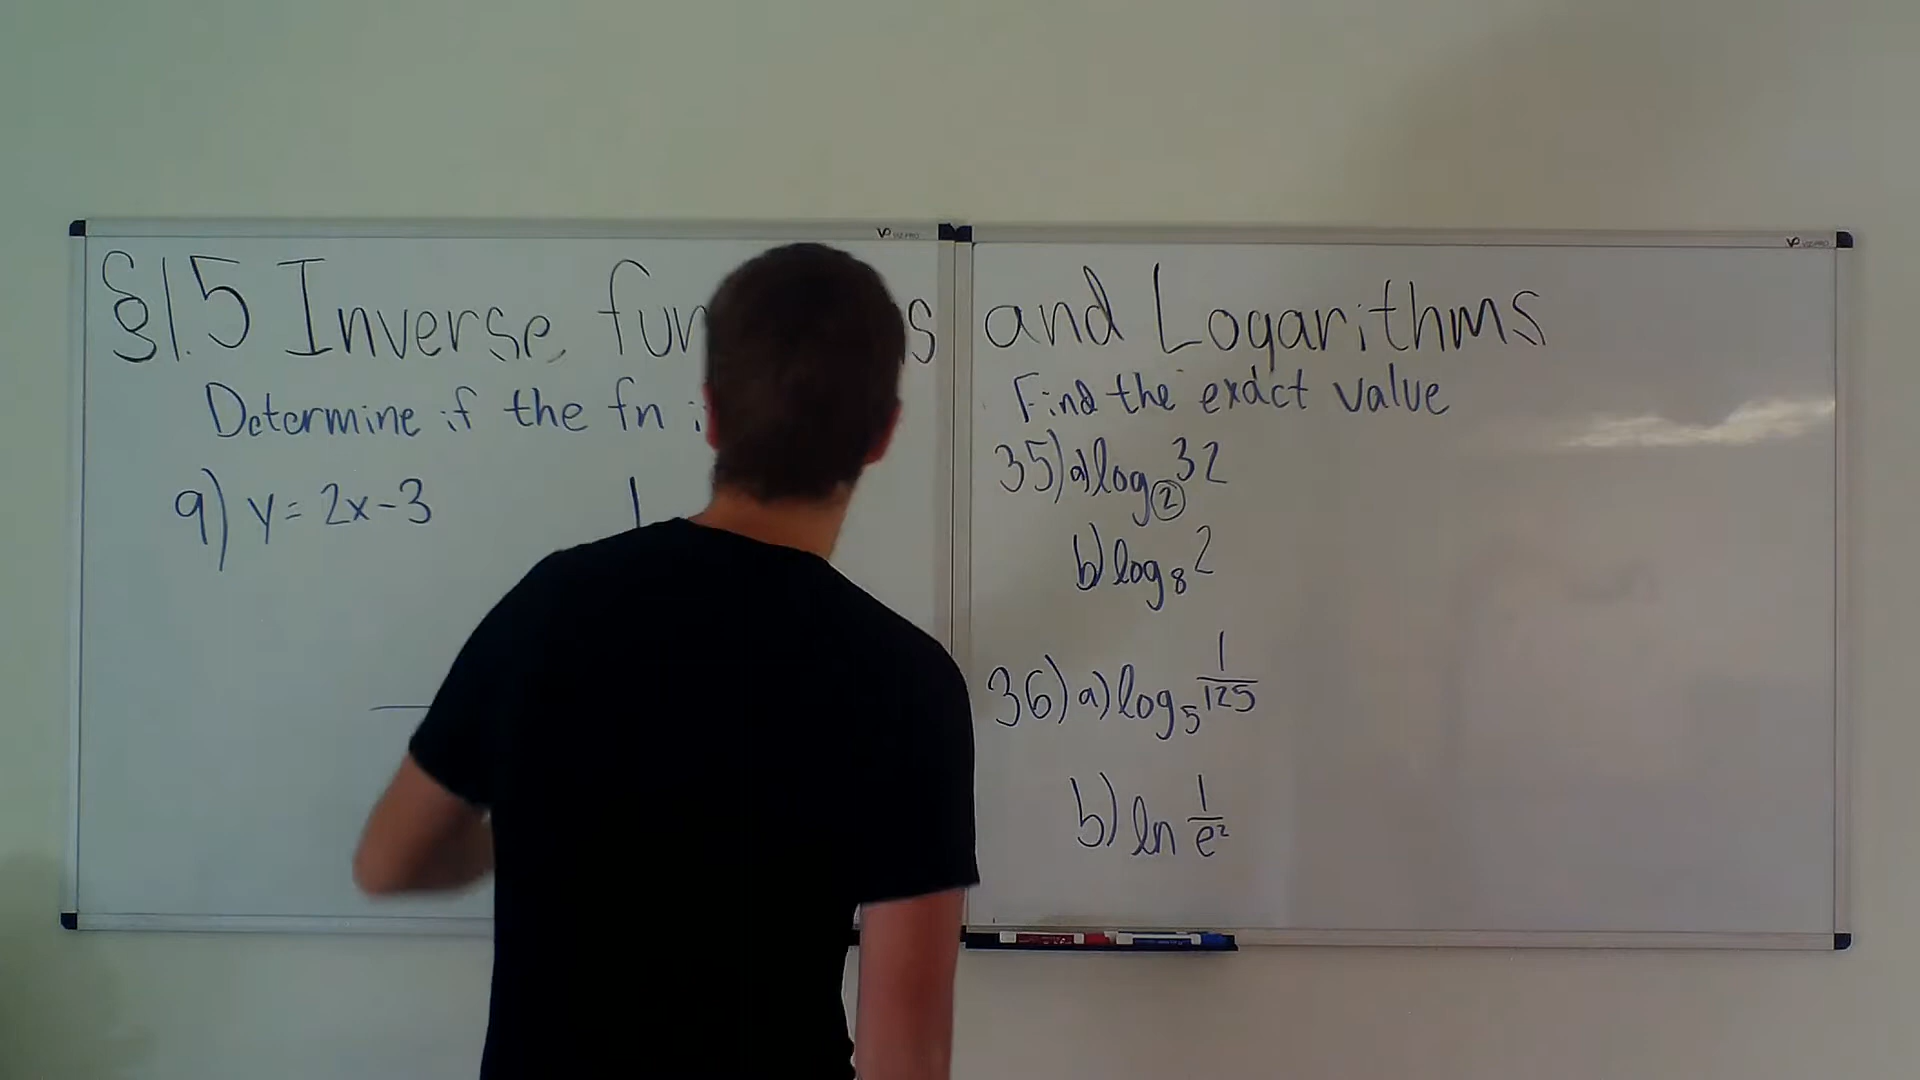 §1.5 Inverse and Logarithms
Determine if the fn
9) y = 2x-3
Find the exact value
35) a) log₂ 32
b) log₈ 2
36) a) log₅ 1/125
b) ln 1/e²